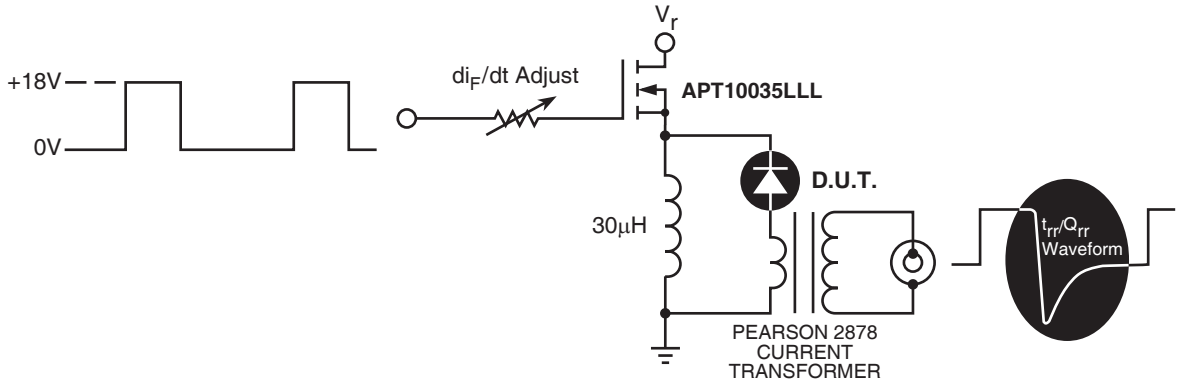 V_r
+18V
0V
di_F/dt Adjust
APT10035LLL
D.U.T.
30μH
t_rr/Q_rr
Waveform
PEARSON 2878
CURRENT
TRANSFORMER